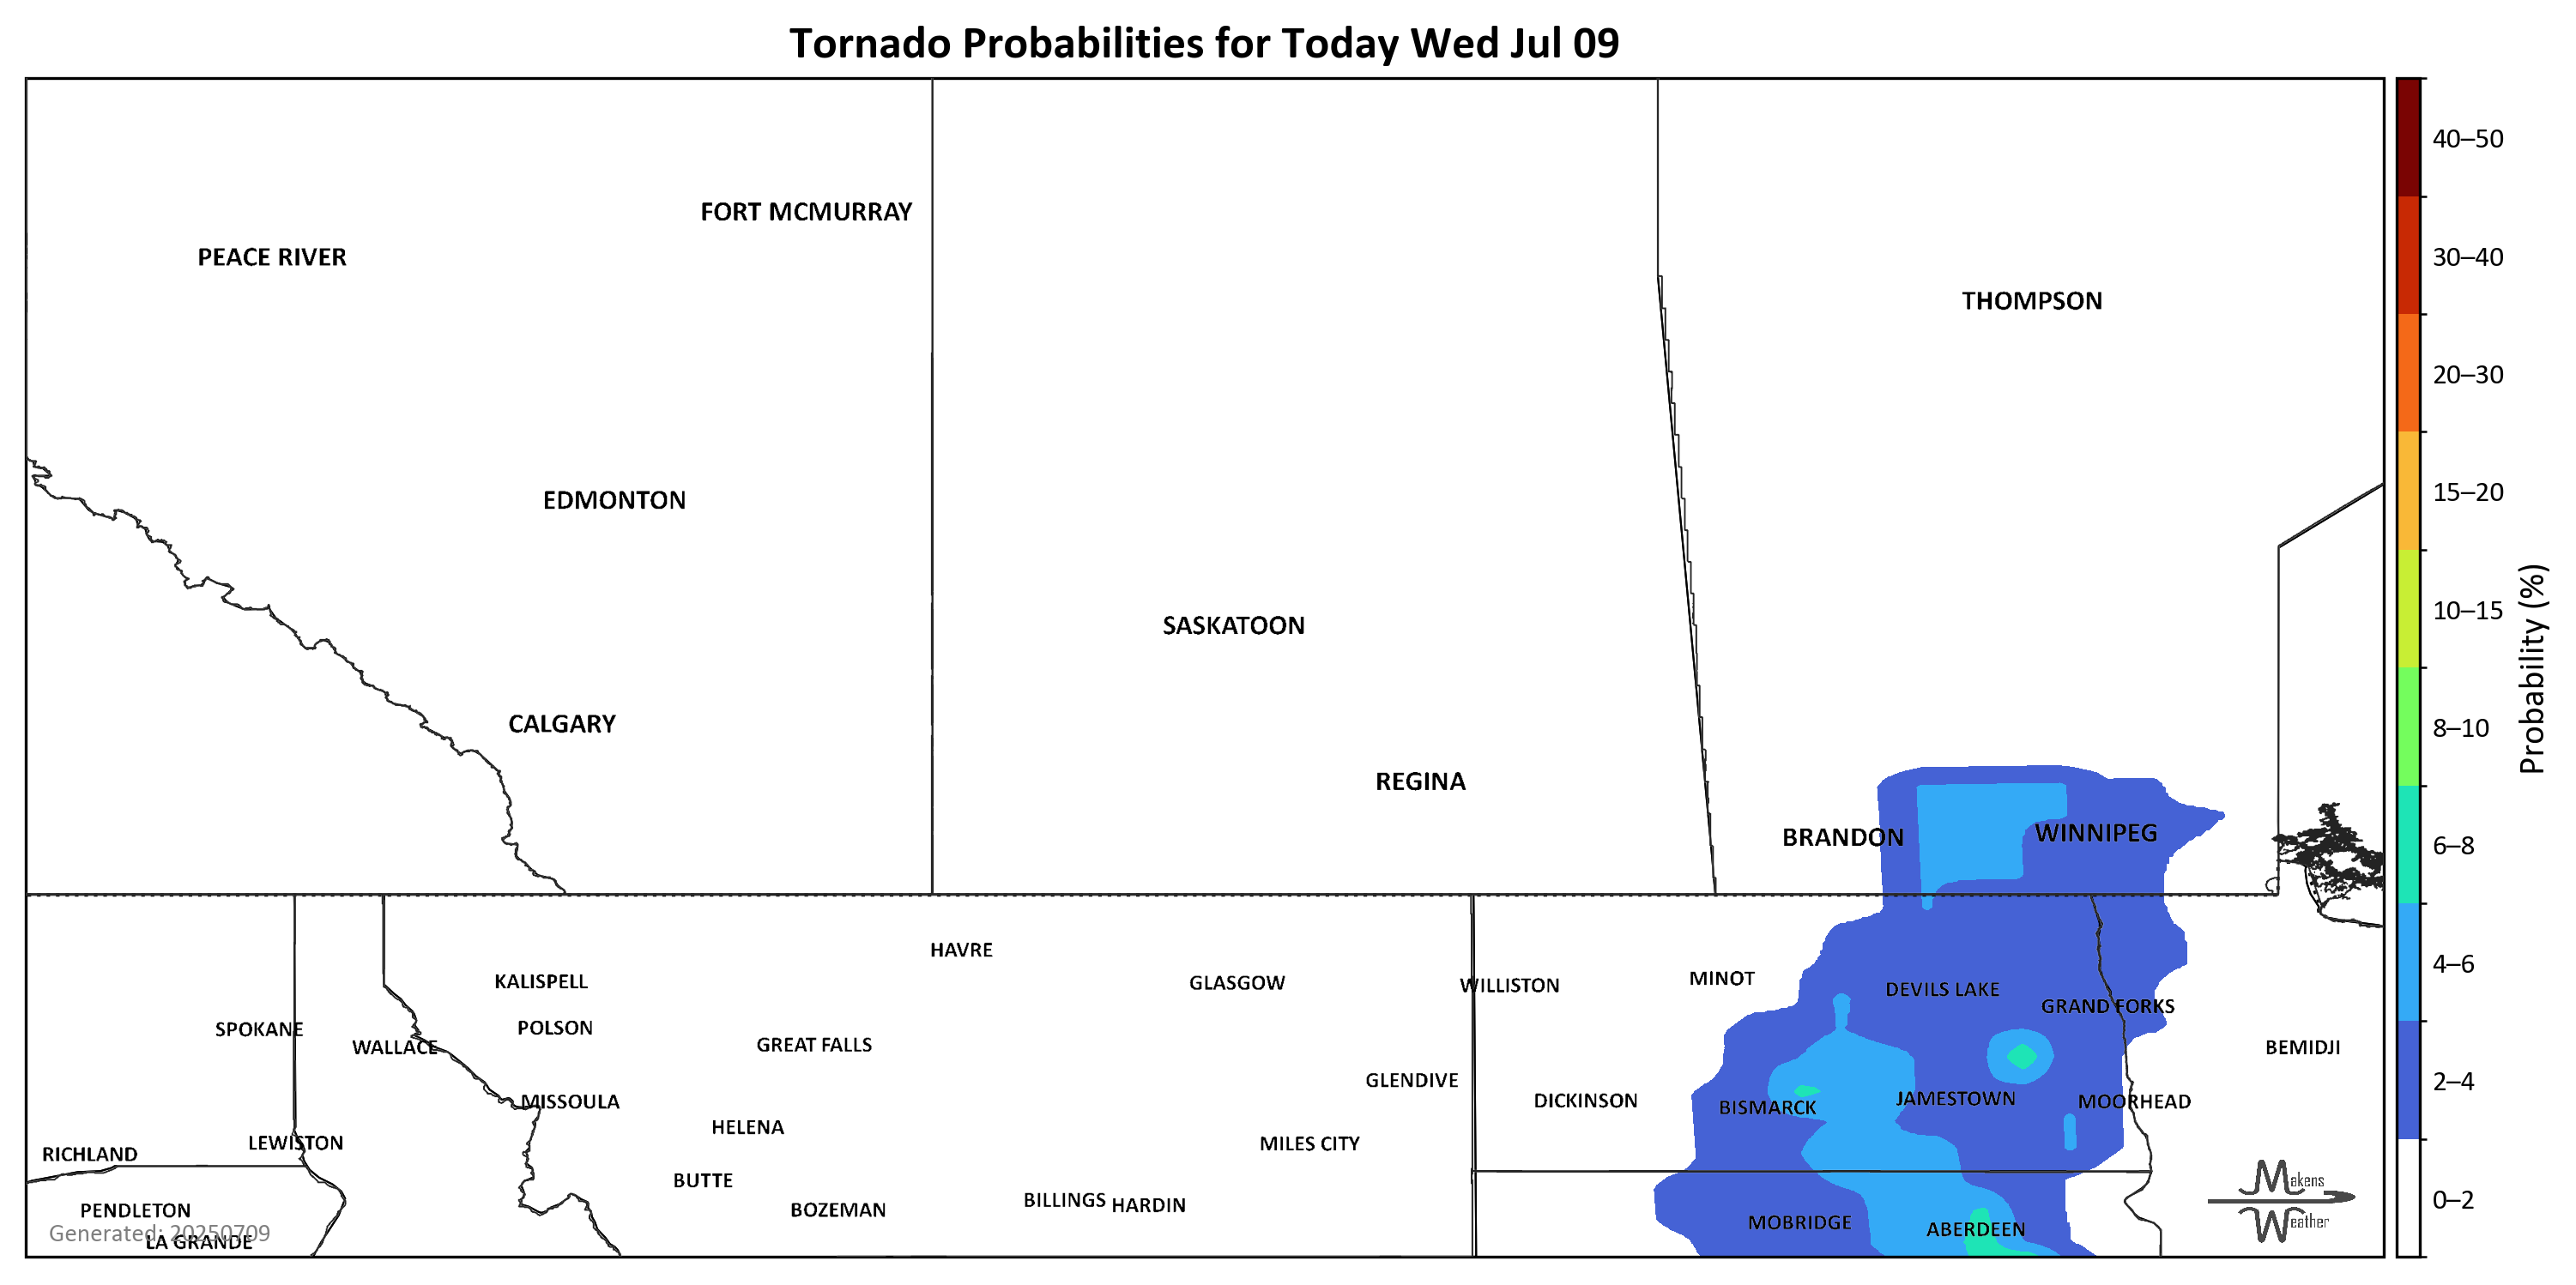 Tornado Probabilities for Today Wed Jul 09
FORT MCMURRAY
PEACE RIVER
THOMPSON
EDMONTON
SASKATOON
CALGARY
REGINA
BRANDON
WINNIPEG
HAVRE
KALISPELL
GLASGOW
WILLISTON
MINOT
DEVILS LAKE
GRAND FORKS
SPOKANE
POLSON
WALLACE
GREAT FALLS
BEMIDJI
GLENDIVE
MISSOULA
DICKINSON
BISMARCK
JAMESTOWN
MOORHEAD
HELENA
LEWISTON
MILES CITY
RICHLAND
BUTTE
BILLINGS
HARDIN
PENDLETON
BOZEMAN
MOBRIDGE
ABERDEEN
Generated: 20250709
LA GRANDE
Makens
Weather
40–50
30–40
20–30
15–20
10–15
8–10
6–8
4–6
2–4
0–2
Probability (%)